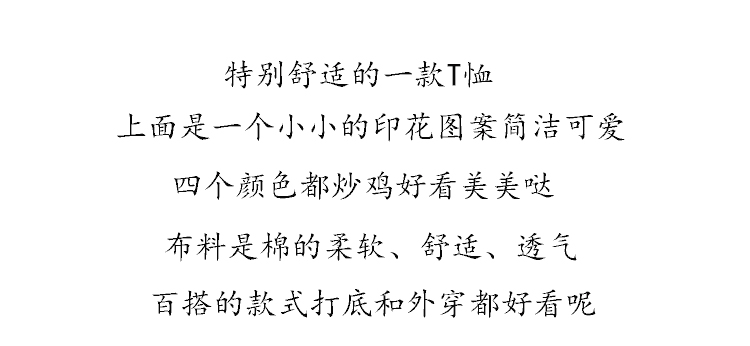 特别舒适的一款T恤
上面是一个小小的印花图案简洁可爱
四个颜色都炒鸡好看美美哒
布料是棉的柔软、舒适、透气
百搭的款式打底和外穿都好看呢